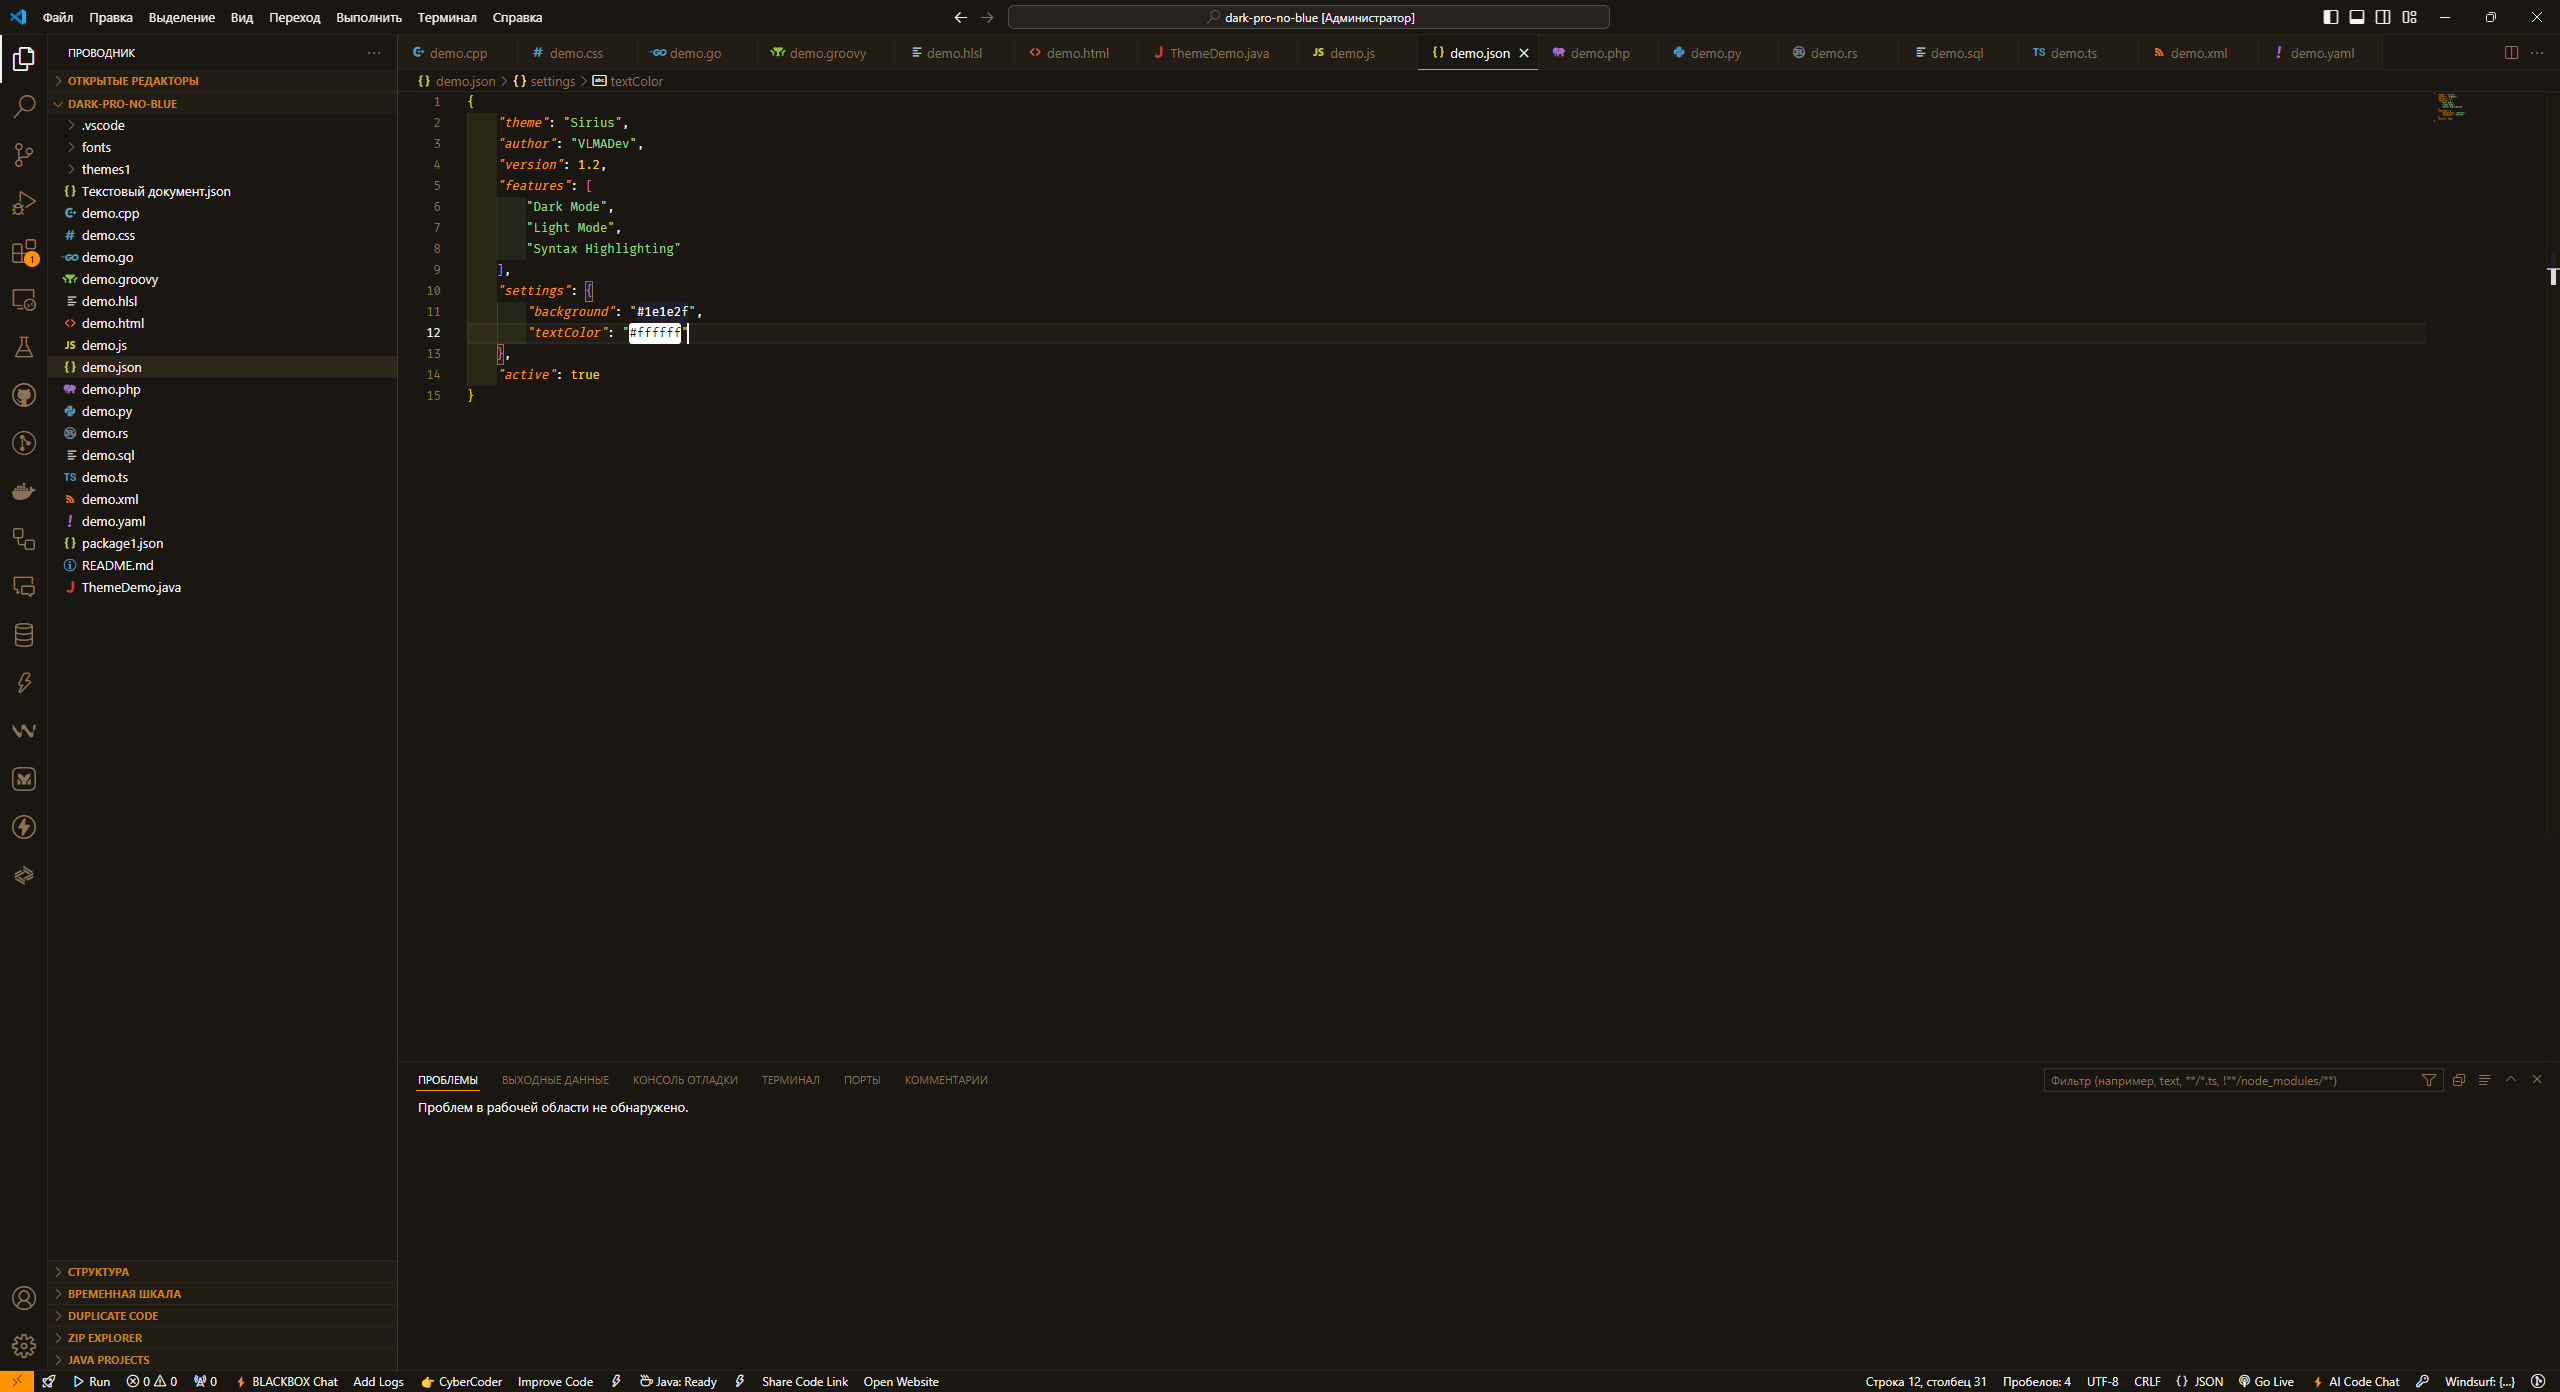 Файл Правка Выделение Вид Переход Выполнить Терминал Справка
dark-pro-no-blue [Администратор]
ПРОВОДНИК
ОТКРЫТЫЕ РЕДАКТОРЫ
DARK-PRO-NO-BLUE
.vscode
fonts
themes1
Текстовый документ.json
demo.cpp
demo.css
demo.go
demo.groovy
demo.hlsl
demo.html
demo.js
demo.json
demo.php
demo.py
demo.rs
demo.sql
demo.ts
demo.xml
demo.yaml
package1.json
README.md
ThemeDemo.java
СТРУКТУРА
ВРЕМЕННАЯ ШКАЛА
DUPLICATE CODE
ZIP EXPLORER
JAVA PROJECTS
demo.cpp demo.css demo.go demo.groovy demo.hlsl demo.html ThemeDemo.java demo.js demo.json demo.php demo.py demo.rs demo.sql demo.ts demo.xml demo.yaml
{} demo.json > {} settings > textColor
1 {
2 "theme": "Sirius",
3 "author": "VLMADev",
4 "version": 1.2,
5 "features": [
6 "Dark Mode",
7 "Light Mode",
8 "Syntax Highlighting"
9 ],
10 "settings": {
11 "background": "#1e1e2f",
12 "textColor": "#ffffff"
13 },
14 "active": true
15 }
ПРОБЛЕМЫ ВЫХОДНЫЕ ДАННЫЕ КОНСОЛЬ ОТЛАДКИ ТЕРМИНАЛ ПОРТЫ КОММЕНТАРИИ
Фильтр (например, text, **/*.ts, !**/node_modules/**)
Проблем в рабочей области не обнаружено.
Run 0 0 0 BLACKBOX Chat Add Logs CyberCoder Improve Code Java: Ready Share Code Link Open Website Строка 12, столбец 31 Пробелов: 4 UTF-8 CRLF {} JSON Go Live AI Code Chat Windsurf: {...}